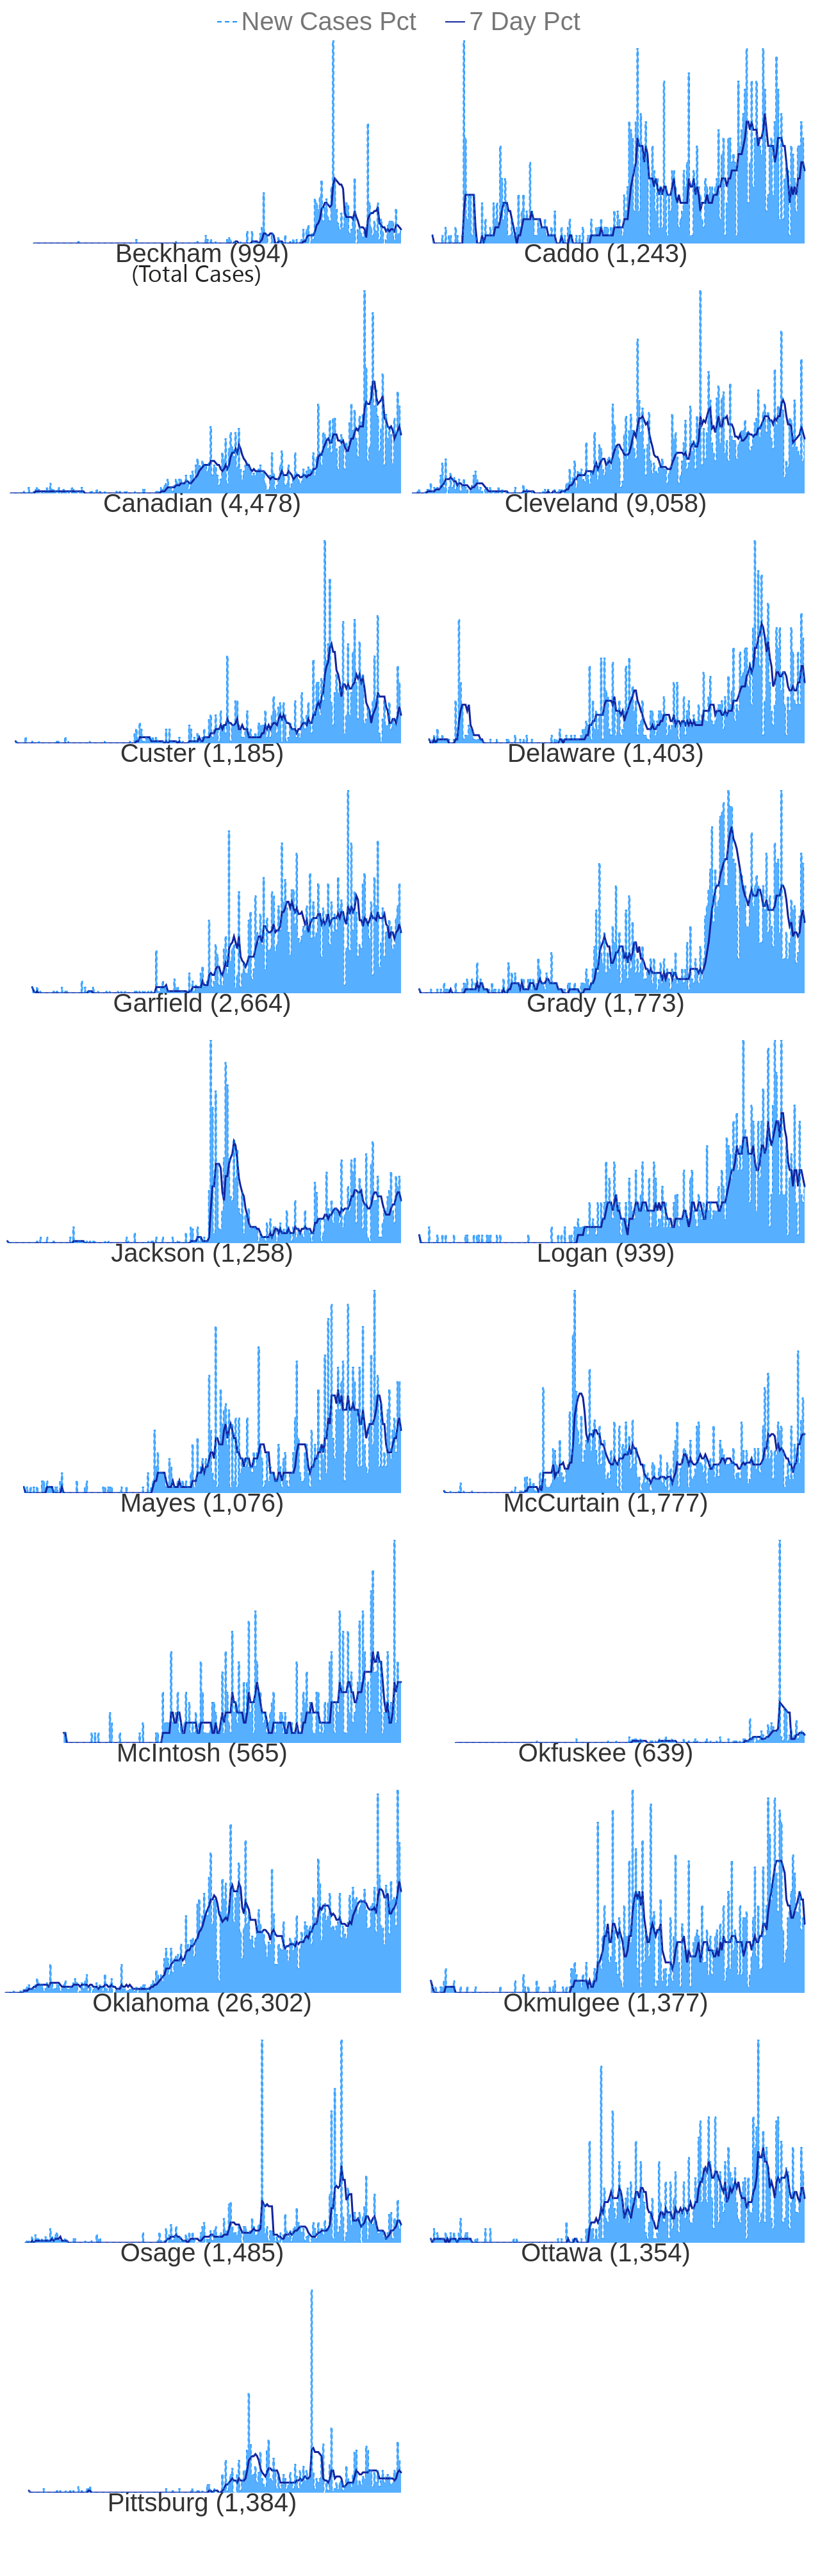 New Cases Pct 7 Day Pct
Beckham (994) Caddo (1,243)
(Total Cases)
Canadian (4,478) Cleveland (9,058)
Custer (1,185) Delaware (1,403)
Garfield (2,664) Grady (1,773)
Jackson (1,258) Logan (939)
Mayes (1,076) McCurtain (1,777)
McIntosh (565) Okfuskee (639)
Oklahoma (26,302) Okmulgee (1,377)
Osage (1,485) Ottawa (1,354)
Pittsburg (1,384)